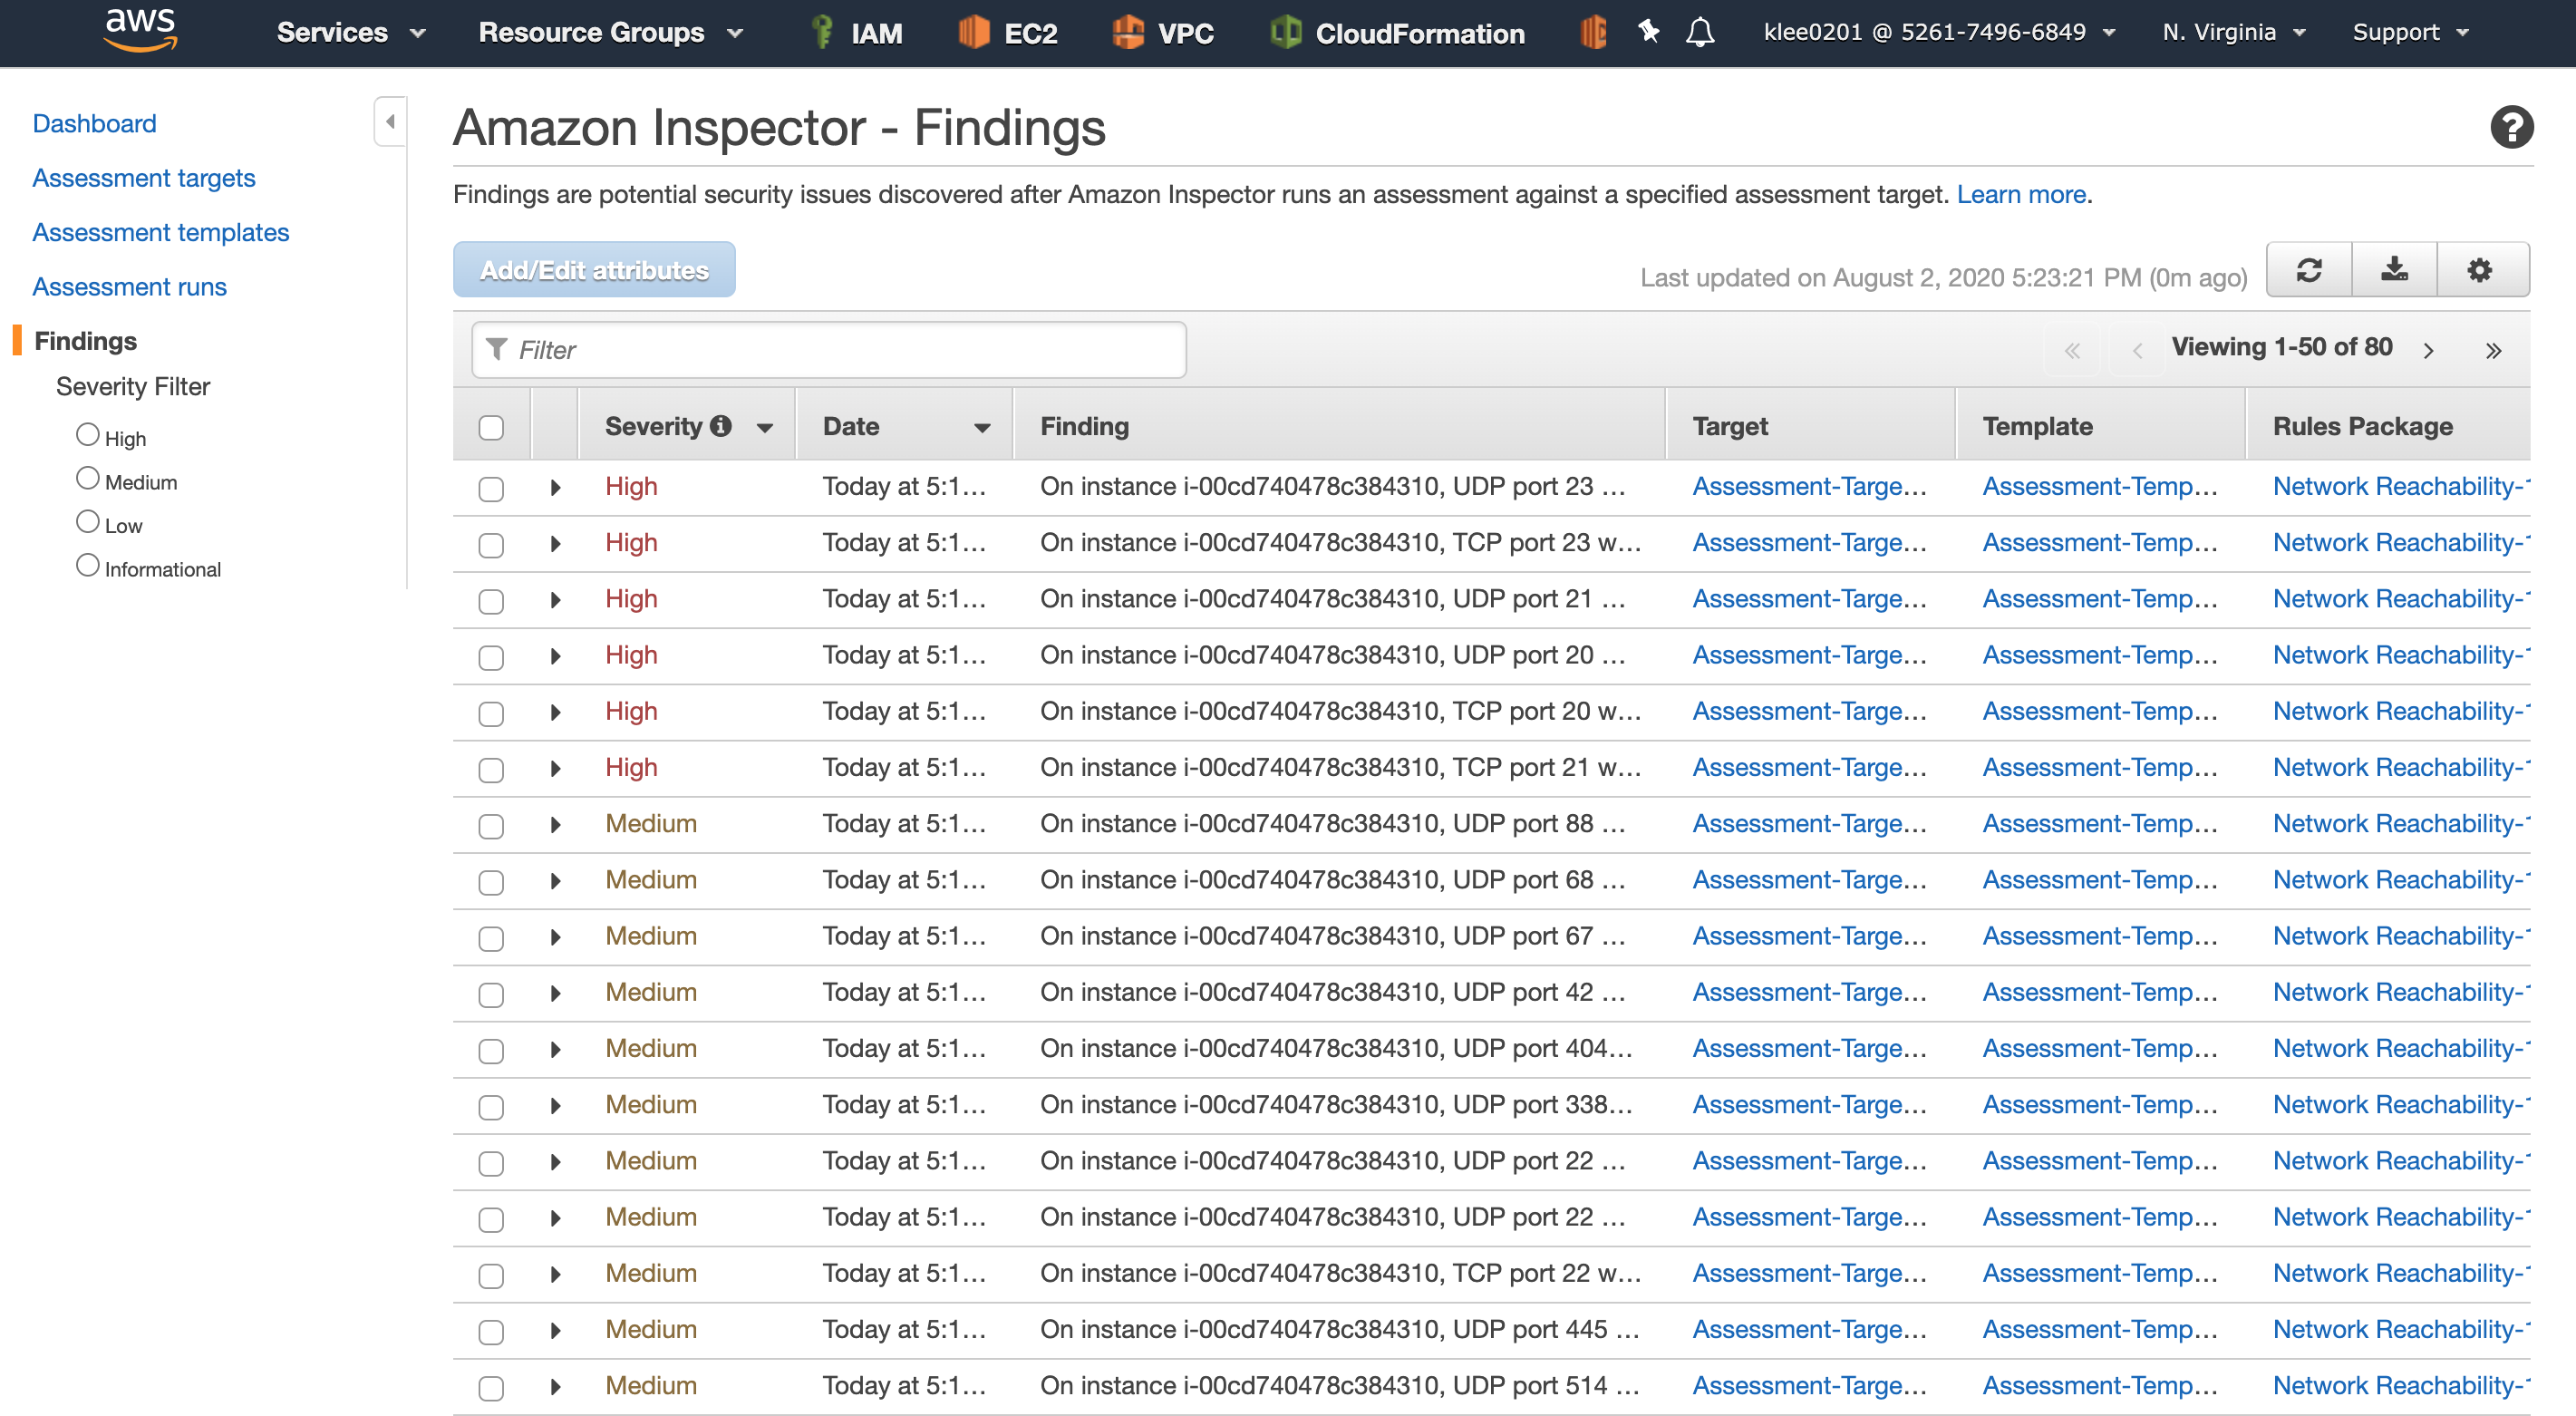 aws Services Resource Groups IAM EC2 VPC CloudFormation klee0201 @ 5261-7496-6849 N. Virginia Support
Dashboard
Assessment targets
Assessment templates
Assessment runs
Findings
Severity Filter
High
Medium
Low
Informational
Amazon Inspector - Findings
Findings are potential security issues discovered after Amazon Inspector runs an assessment against a specified assessment target. Learn more.
Add/Edit attributes
Last updated on August 2, 2020 5:23:21 PM (0m ago)
Filter
Viewing 1-50 of 80
Severity Date Finding Target Template Rules Package
High Today at 5:1... On instance i-00cd740478c384310, UDP port 23 ... Assessment-Targe... Assessment-Temp... Network Reachability-
High Today at 5:1... On instance i-00cd740478c384310, TCP port 23 w... Assessment-Targe... Assessment-Temp... Network Reachability-
High Today at 5:1... On instance i-00cd740478c384310, UDP port 21 ... Assessment-Targe... Assessment-Temp... Network Reachability-
High Today at 5:1... On instance i-00cd740478c384310, UDP port 20 ... Assessment-Targe... Assessment-Temp... Network Reachability-
High Today at 5:1... On instance i-00cd740478c384310, TCP port 20 w... Assessment-Targe... Assessment-Temp... Network Reachability-
High Today at 5:1... On instance i-00cd740478c384310, TCP port 21 w... Assessment-Targe... Assessment-Temp... Network Reachability-
Medium Today at 5:1... On instance i-00cd740478c384310, UDP port 88 ... Assessment-Targe... Assessment-Temp... Network Reachability-
Medium Today at 5:1... On instance i-00cd740478c384310, UDP port 68 ... Assessment-Targe... Assessment-Temp... Network Reachability-
Medium Today at 5:1... On instance i-00cd740478c384310, UDP port 67 ... Assessment-Targe... Assessment-Temp... Network Reachability-
Medium Today at 5:1... On instance i-00cd740478c384310, UDP port 42 ... Assessment-Targe... Assessment-Temp... Network Reachability-
Medium Today at 5:1... On instance i-00cd740478c384310, UDP port 404... Assessment-Targe... Assessment-Temp... Network Reachability-
Medium Today at 5:1... On instance i-00cd740478c384310, UDP port 338... Assessment-Targe... Assessment-Temp... Network Reachability-
Medium Today at 5:1... On instance i-00cd740478c384310, UDP port 22 ... Assessment-Targe... Assessment-Temp... Network Reachability-
Medium Today at 5:1... On instance i-00cd740478c384310, UDP port 22 ... Assessment-Targe... Assessment-Temp... Network Reachability-
Medium Today at 5:1... On instance i-00cd740478c384310, TCP port 22 w... Assessment-Targe... Assessment-Temp... Network Reachability-
Medium Today at 5:1... On instance i-00cd740478c384310, UDP port 445 ... Assessment-Targe... Assessment-Temp... Network Reachability-
Medium Today at 5:1... On instance i-00cd740478c384310, UDP port 514 ... Assessment-Targe... Assessment-Temp... Network Reachability-